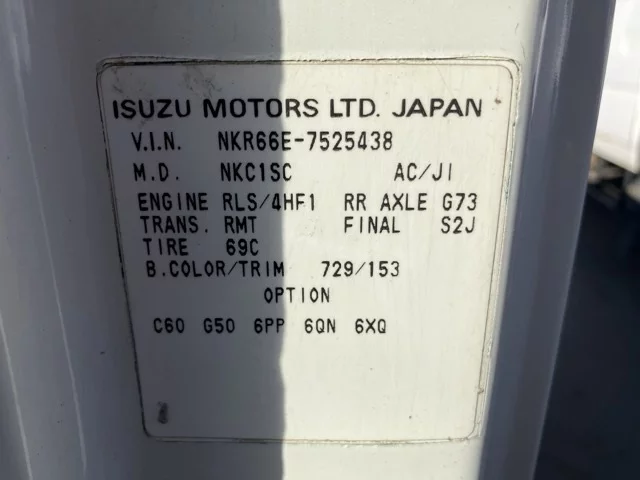 ISUZU MOTORS LTD. JAPAN
V.I.N. NKR66E-7525438
M.D. NKC1SC AC/J1
ENGINE RLS/4HF1 RR AXLE G73
TRANS. RMT FINAL S2J
TIRE 69C
B.COLOR/TRIM 729/153
OPTION
C60 G50 6PP 6QN 6XQ